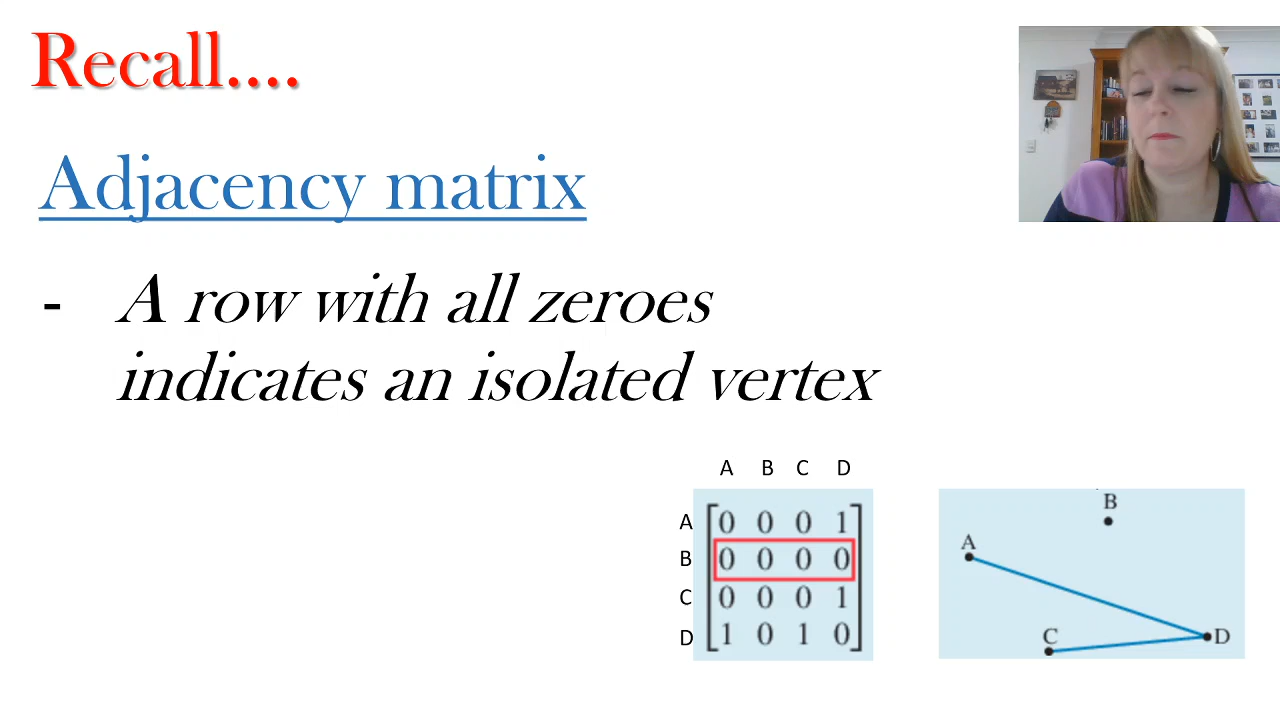 Recall....
Adjacency matrix
- A row with all zeroes
indicates an isolated vertex
A B C D
A 0 0 0 1
B 0 0 0 0
C 0 0 0 1
D 1 0 1 0
B
A
C
D